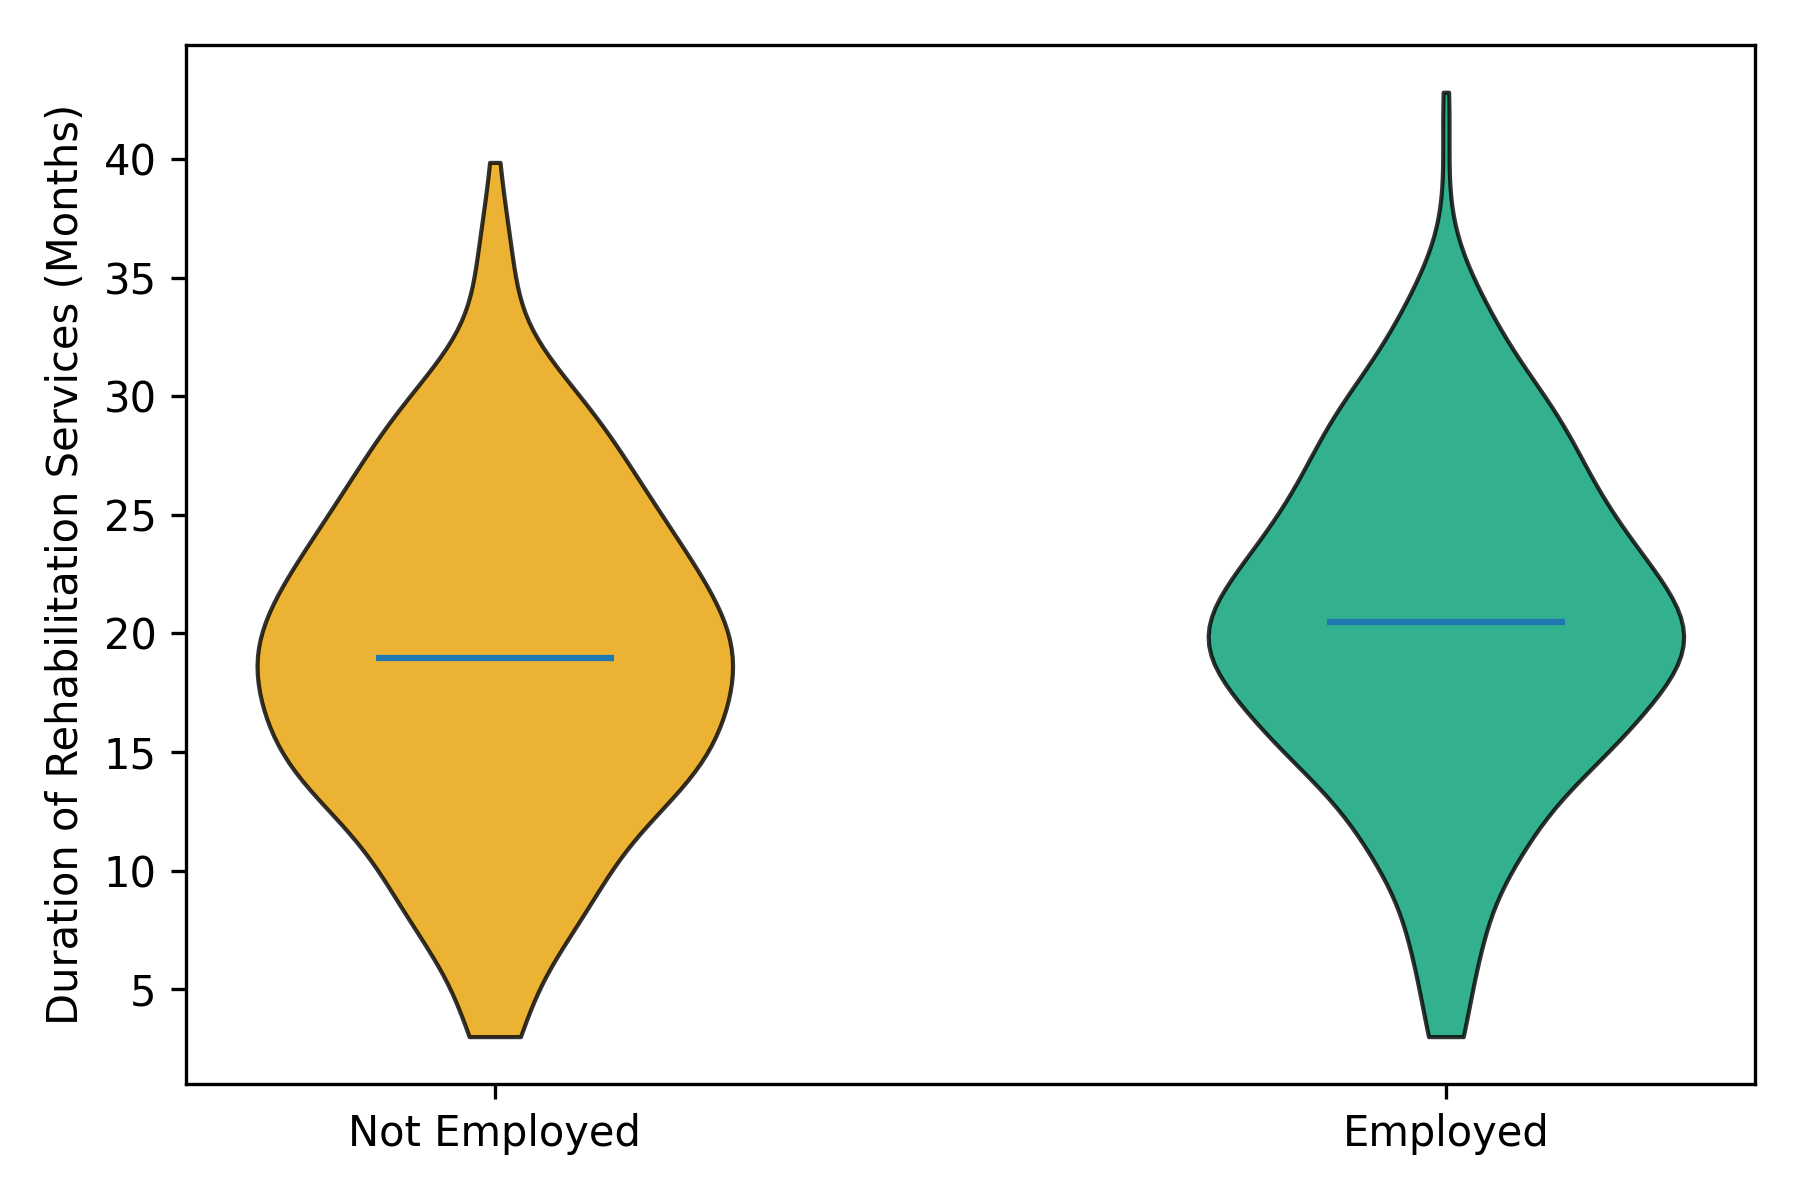 Duration of Rehabilitation Services (Months)
40
35
30
25
20
15
10
5
Not Employed
Employed